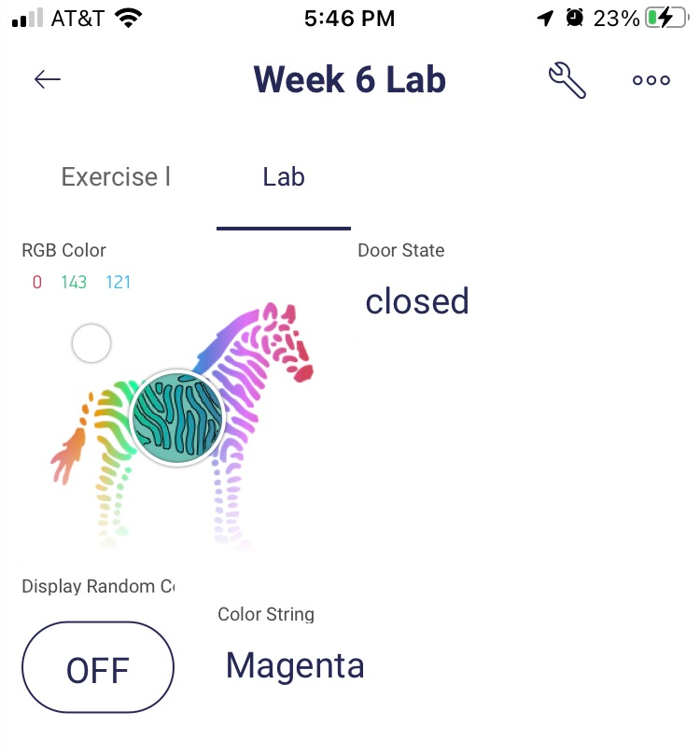 AT&T 5:46 PM 23%
Week 6 Lab
Exercise I Lab
RGB Color
0 143 121
Door State
closed
Display Random C
Color String
OFF
Magenta